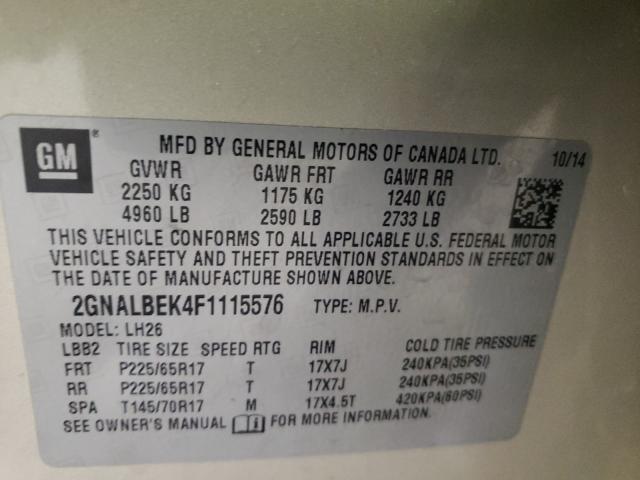 GM ®
MFD BY GENERAL MOTORS OF CANADA LTD. 10/14
GVWR GAWR FRT GAWR RR
2250 KG 1175 KG 1240 KG
4960 LB 2590 LB 2733 LB
THIS VEHICLE CONFORMS TO ALL APPLICABLE U.S. FEDERAL MOTOR
VEHICLE SAFETY AND THEFT PREVENTION STANDARDS IN EFFECT ON
THE DATE OF MANUFACTURE SHOWN ABOVE.
2GNALBEK4F1115576 TYPE: M.P.V.
MODEL: LH26
LBB2 TIRE SIZE SPEED RTG RIM COLD TIRE PRESSURE
FRT P225/65R17 T 17X7J 240KPA(35PSI)
RR P225/65R17 T 17X7J 240KPA(35PSI)
SPA T145/70R17 M 17X4.5T 420KPA(60PSI)
SEE OWNER'S MANUAL FOR MORE INFORMATION.